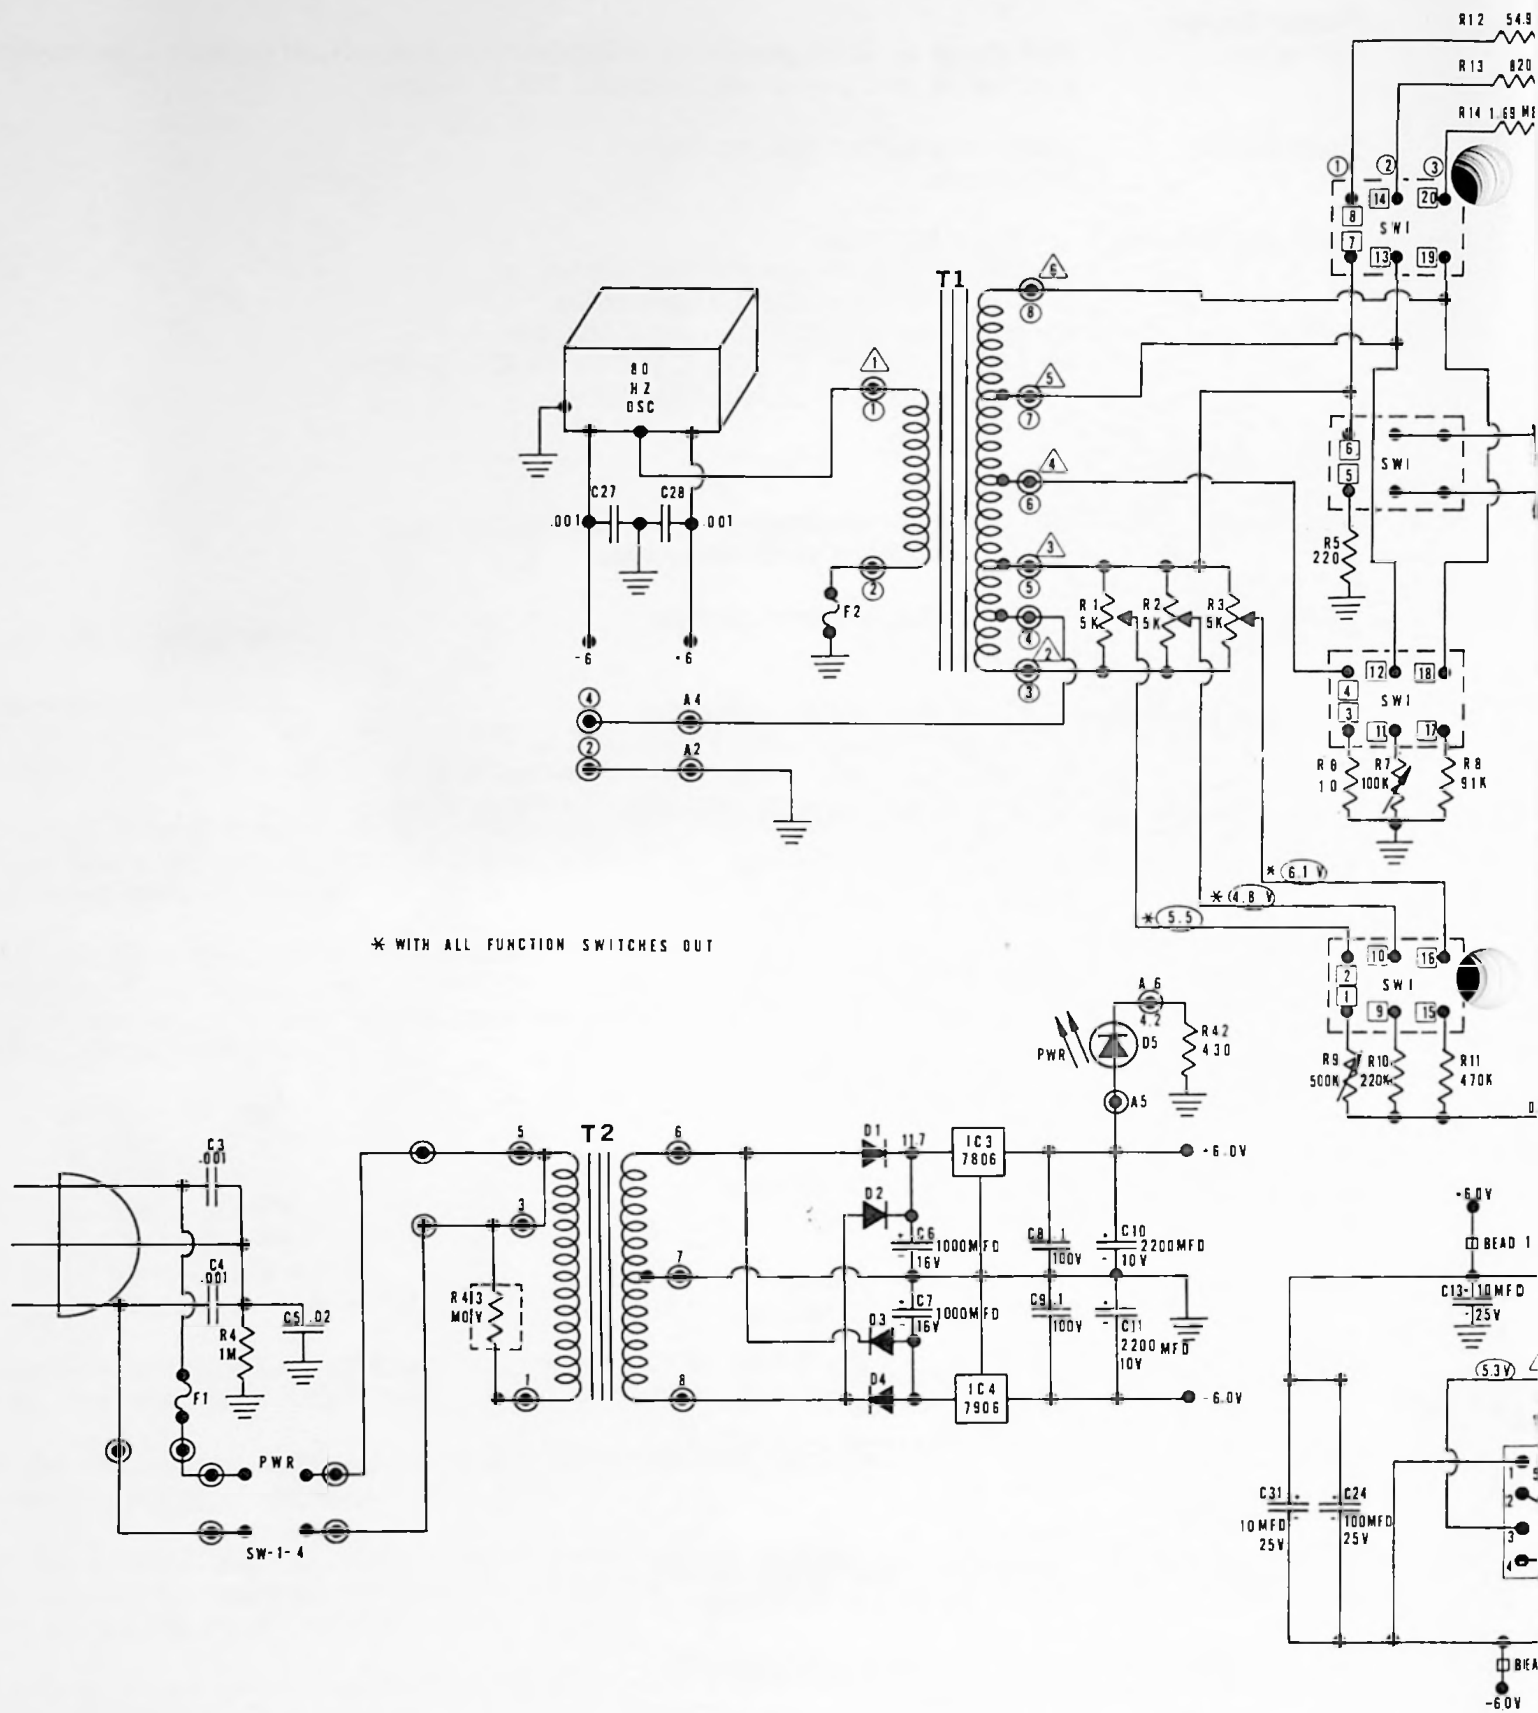 R12 54.9
R13 820
R14 1.69 ME
1 2 3
8 14 20
SW1
7 13 19
T1
6
8
80
HZ
OSC
1
1
5
7
4
6
6
5
SW1
C27 C28
.001 .001
R5
220
3
5
2
F2
R1
5K
R2
5K
R3
5K
4
2
3
-6
-6
4 A4
2 A2
12 18
4
SW1
3 11 17
R6
10
R7
100K
R8
91K
* 6.1 V
* 4.8 V
* 5.5
* WITH ALL FUNCTION SWITCHES OUT
10 16
2
SW1
1 9 15
A 6
4.2
PWR
D5
R42
430
A5
R9
500K
R10
220K
R11
470K
D
C3
.001
5
T2
6
D1
11.7
IC3
7806
-6.0V
3
D2
C6
1000MFD
16V
C8 .1
100V
C10
2200MFD
10V
-6.0V
BEAD 1
C4
.001
7
R43
MOV
C5 .02
R4
1M
D3
C7
1000MFD
16V
C9 .1
100V
C11
2200MFD
10V
C13 10MFD
25V
5.3V
F1
1
8
D4
IC4
7906
-6.0V
PWR
SW-1-4
C31
10MFD
25V
C24
100MFD
25V
1
2
3
4
BEA
-6.0V